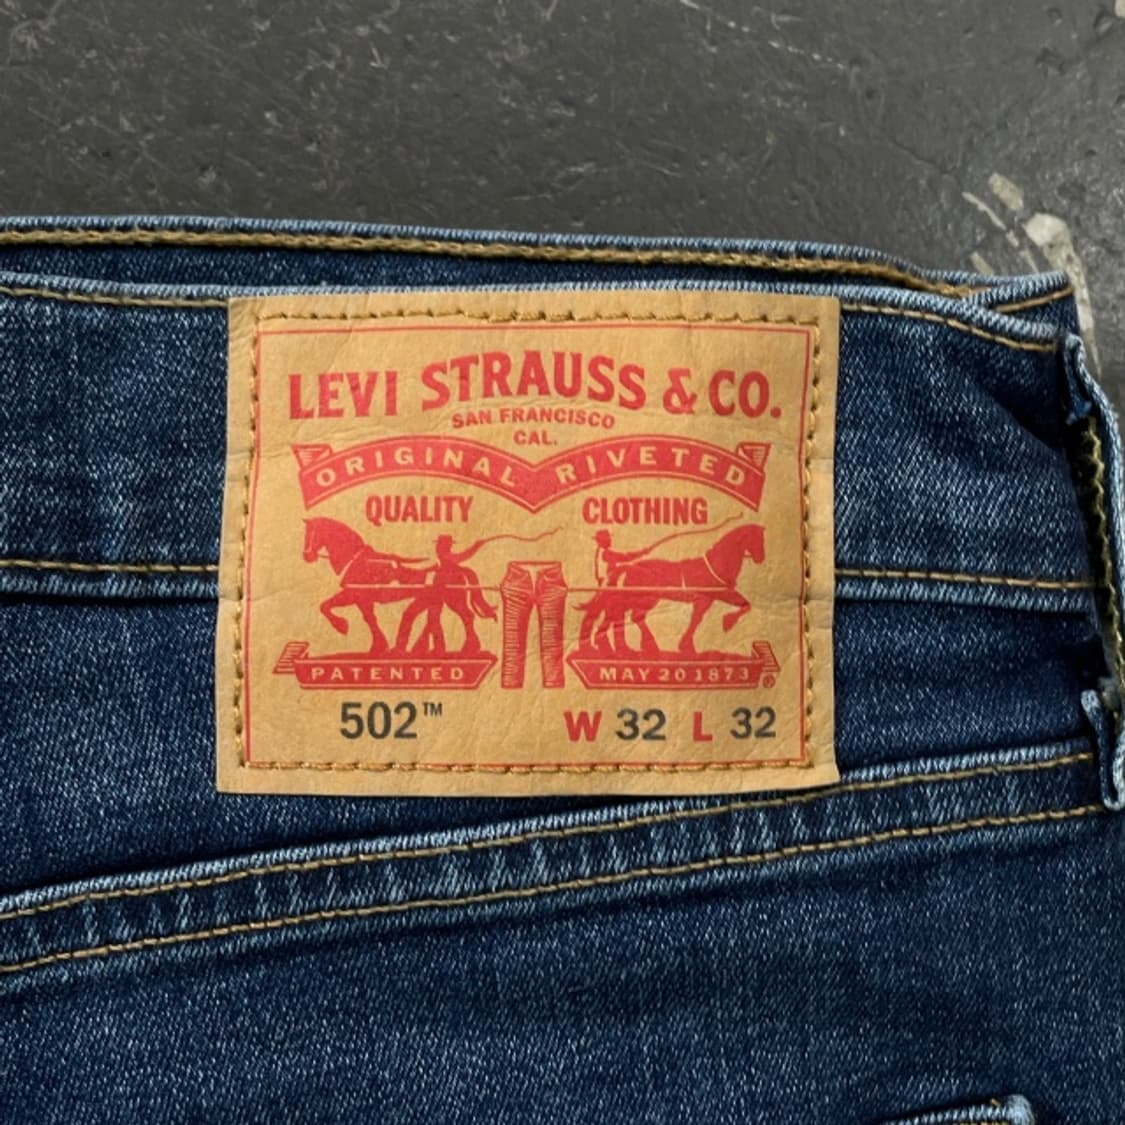 LEVI STRAUSS & CO.
SAN FRANCISCO
CAL.
ORIGINAL RIVETED
QUALITY CLOTHING
PATENTED MAY 20 1873 ®
502™ W 32 L 32